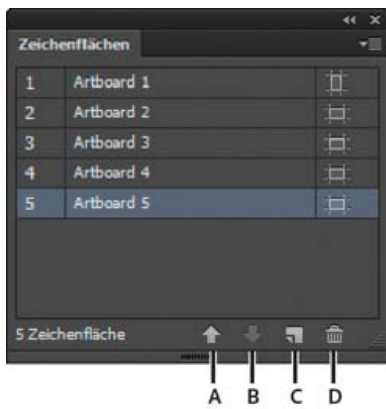 Zeichenflächen
1 Artboard 1
2 Artboard 2
3 Artboard 3
4 Artboard 4
5 Artboard 5
5 Zeichenfläche
A B C D